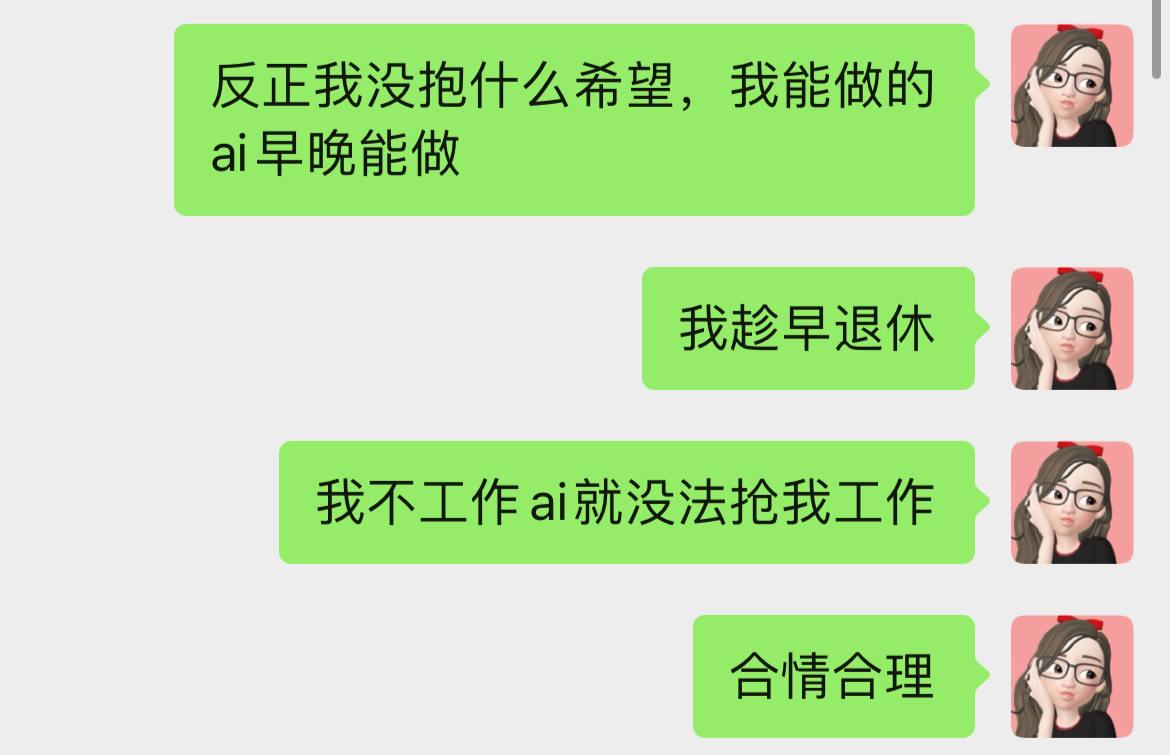 反正我没抱什么希望，我能做的
ai早晚能做
我趁早退休
我不工作ai就没法抢我工作
合情合理